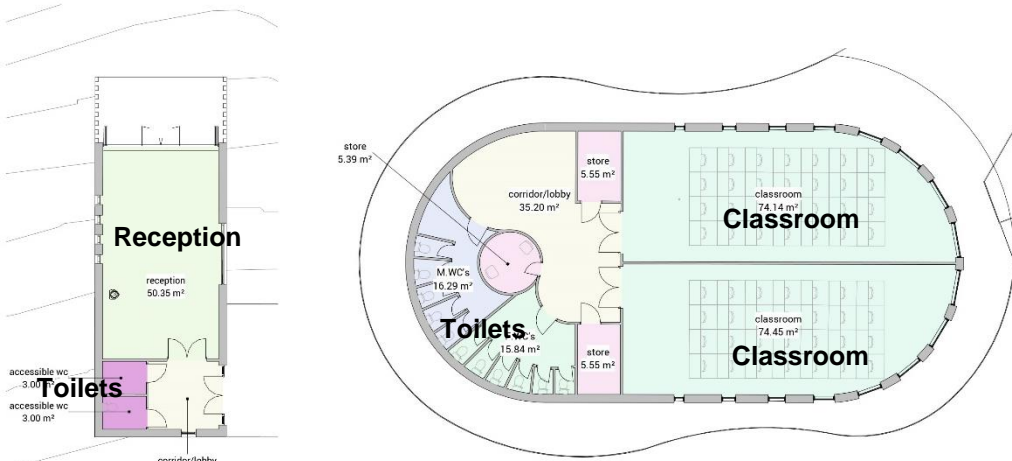 Reception
reception
50.35 m²
accessible wc
3.00 m²
Toilets
accessible wc
3.00 m²
corridor/lobby
store
5.39 m²
store
5.55 m²
corridor/lobby
35.20 m²
M.WC's
16.29 m²
Toilets
15.84 m²
store
5.55 m²
classroom
74.14 m²
Classroom
classroom
74.45 m²
Classroom